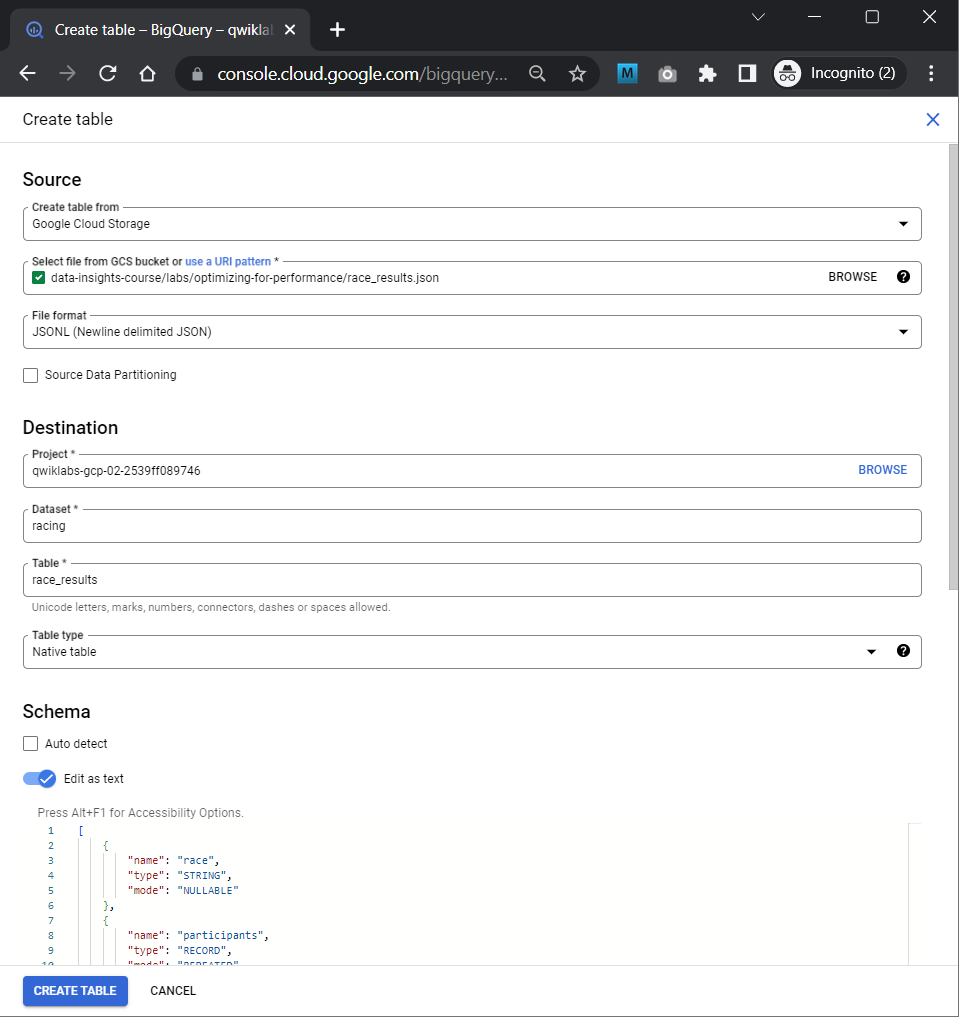 Create table – BigQuery – qwikla
console.cloud.google.com/bigquery...
M
Incognito (2)
Create table
Source
Create table from
Google Cloud Storage
Select file from GCS bucket or use a URI pattern *
data-insights-course/labs/optimizing-for-performance/race_results.json
BROWSE
File format
JSONL (Newline delimited JSON)
Source Data Partitioning
Destination
Project *
qwiklabs-gcp-02-2539ff089746
BROWSE
Dataset *
racing
Table *
race_results
Unicode letters, marks, numbers, connectors, dashes or spaces allowed.
Table type
Native table
Schema
Auto detect
Edit as text
Press Alt+F1 for Accessibility Options.
1 [
2 {
3 "name": "race",
4 "type": "STRING",
5 "mode": "NULLABLE"
6 },
7 {
8 "name": "participants",
9 "type": "RECORD",
10 "mode": "REPEATED"
CREATE TABLE
CANCEL